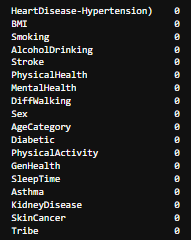 HeartDisease-Hypertension) 0
BMI 0
Smoking 0
AlcoholDrinking 0
Stroke 0
PhysicalHealth 0
MentalHealth 0
DiffWalking 0
Sex 0
AgeCategory 0
Diabetic 0
PhysicalActivity 0
GenHealth 0
SleepTime 0
Asthma 0
KidneyDisease 0
SkinCancer 0
Tribe 0